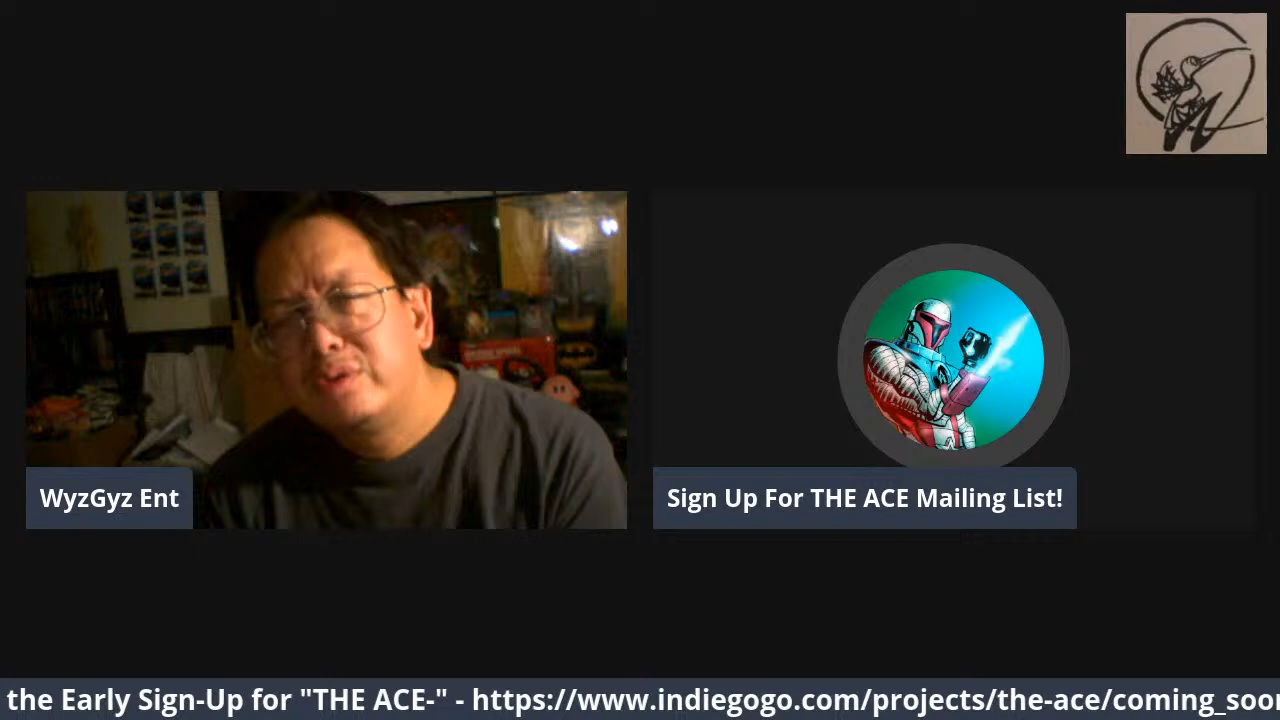 WyzGyz Ent
Sign Up For THE ACE Mailing List!
the Early Sign-Up for "THE ACE-" - https://www.indiegogo.com/projects/the-ace/coming_soon